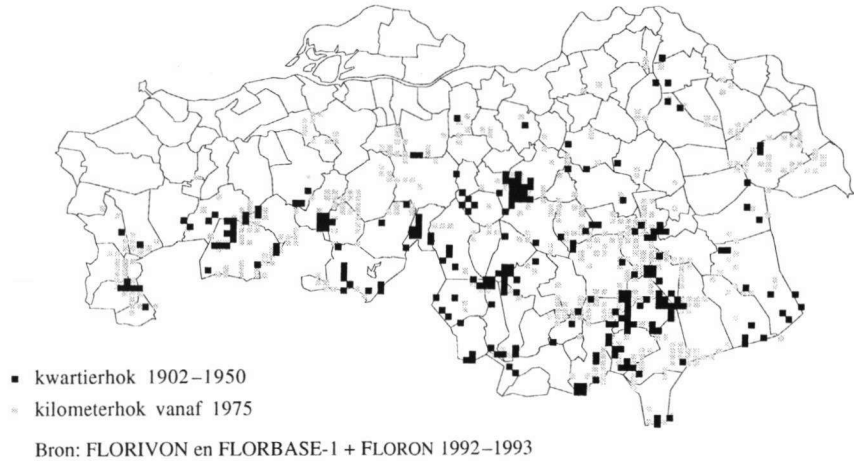 kwartierhok 1902–1950
kilometerhok vanaf 1975
Bron: FLORIVON en FLORBASE-1 + FLORON 1992–1993